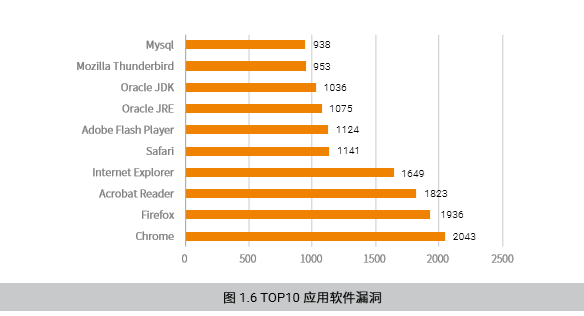 Mysql 938
Mozilla Thunderbird 953
Oracle JDK 1036
Oracle JRE 1075
Adobe Flash Player 1124
Safari 1141
Internet Explorer 1649
Acrobat Reader 1823
Firefox 1936
Chrome 2043
0 500 1000 1500 2000 2500
图 1.6 TOP10 应用软件漏洞